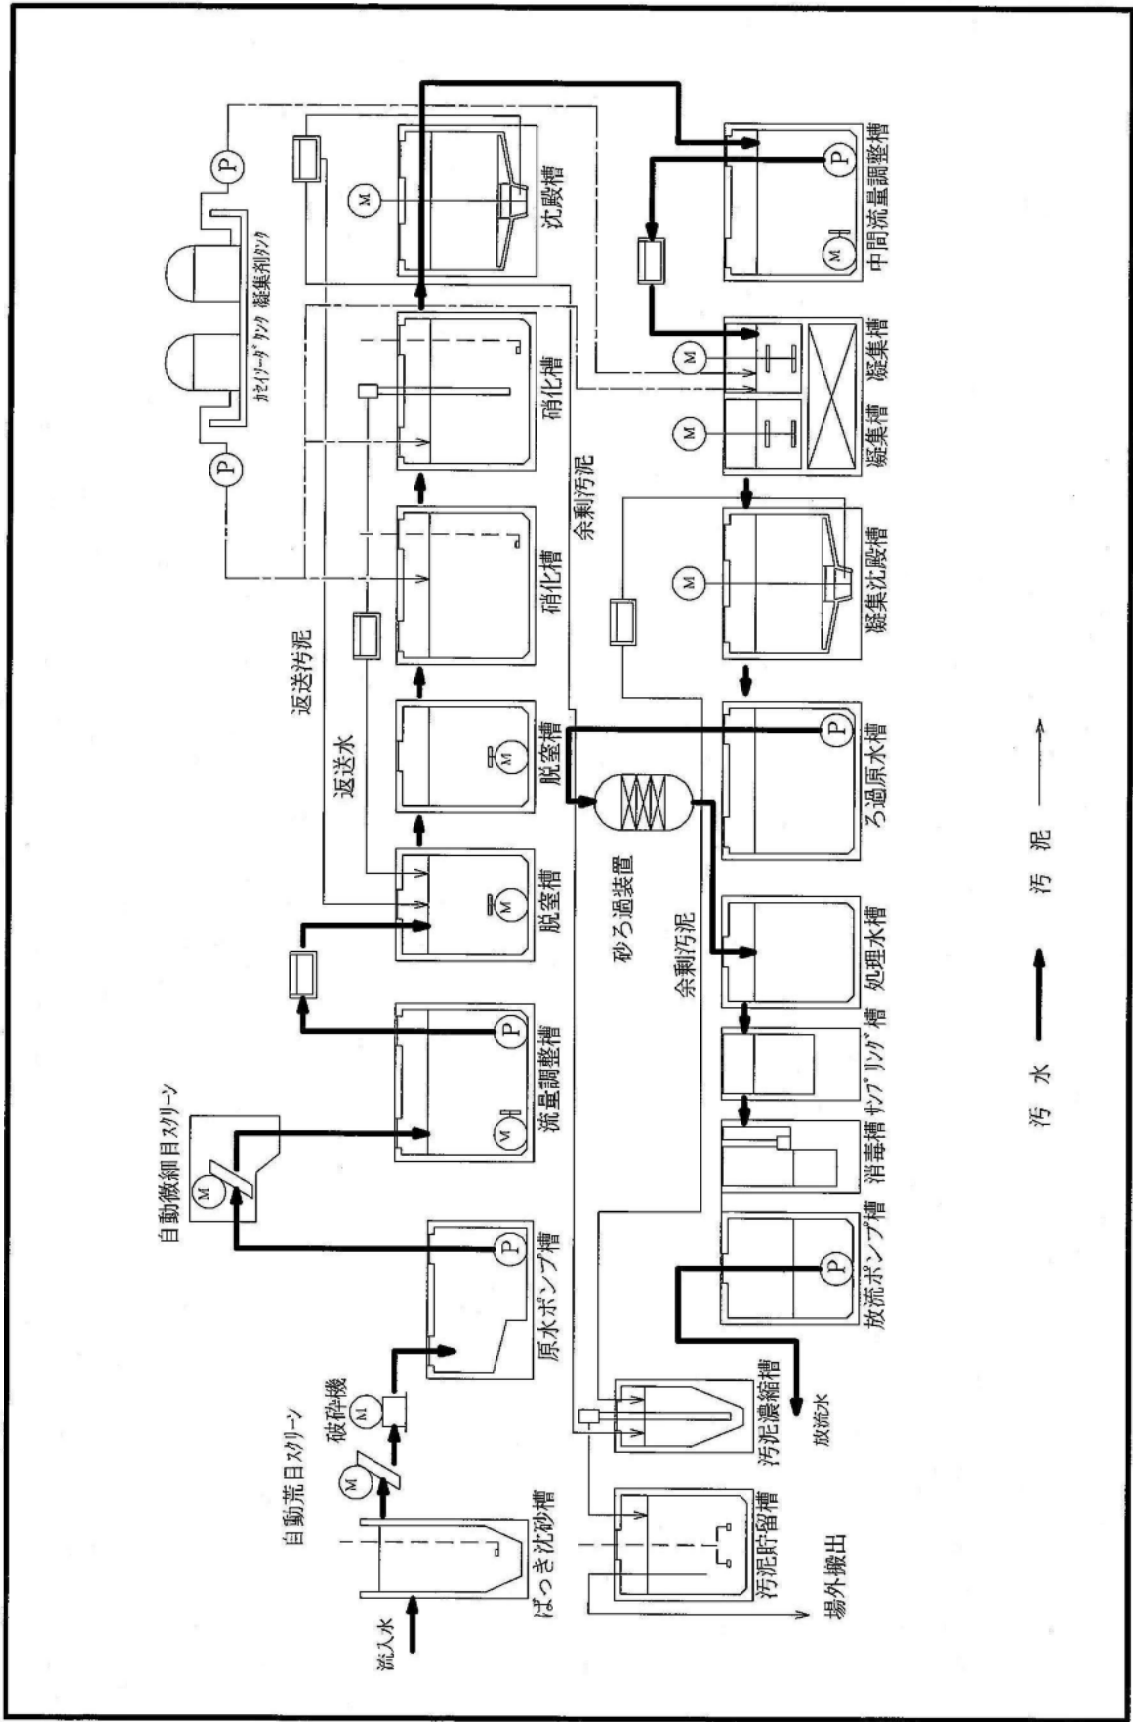 流入水
ばっき沈砂槽
自動荒目スクリーン
M
破砕機
M
原水ポンプ槽
P
自動微細目スクリーン
M
流量調整槽
M
P
脱窒槽
M
脱窒槽
M
返送汚泥
返送水
硝化槽
硝化槽
カセイソーダタンク
凝集剤タンク
P
P
沈殿槽
M
余剰汚泥
中間流量調整槽
M
P
凝集槽
M
凝集槽
M
凝集沈殿槽
M
ろ過原水槽
P
砂ろ過装置
余剰汚泥
処理水槽
サンプリング槽
消毒槽
放流ポンプ槽
P
放流水
汚泥濃縮槽
汚泥貯留槽
場外搬出
汚水
汚泥